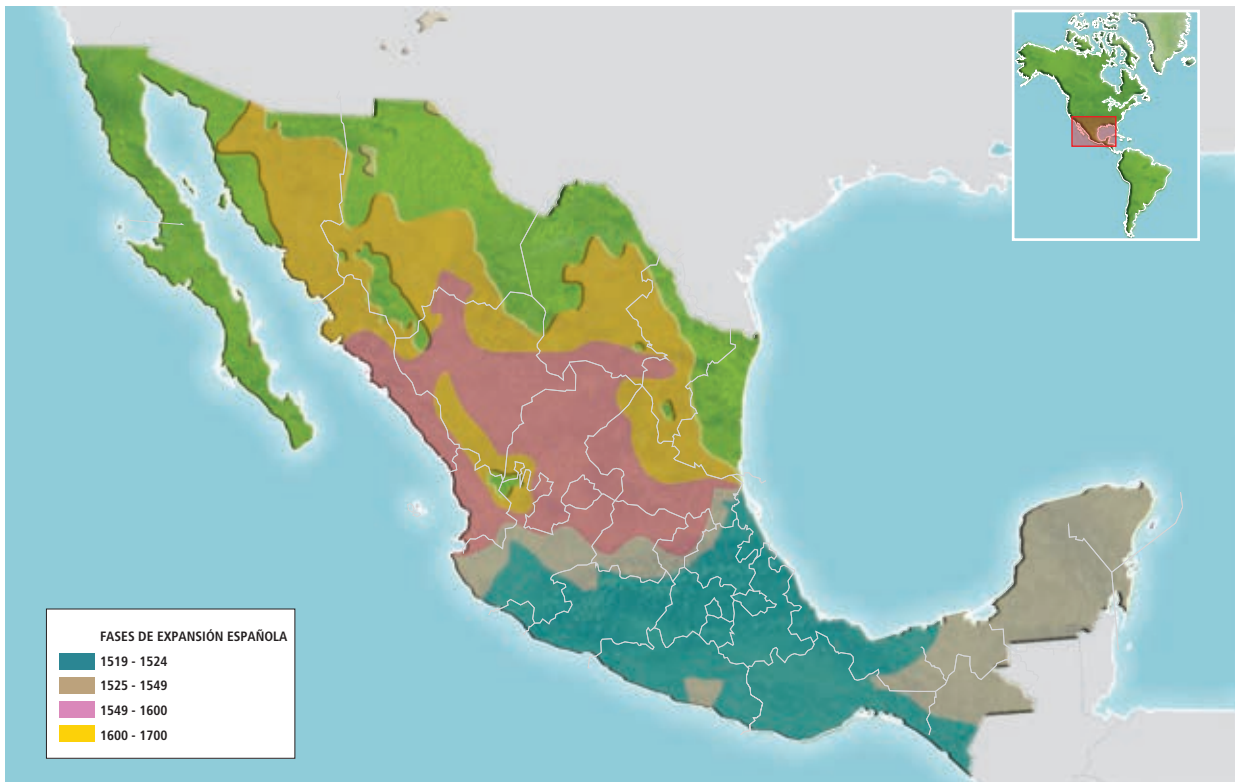 FASES DE EXPANSIÓN ESPAÑOLA
1519 - 1524
1525 - 1549
1549 - 1600
1600 - 1700